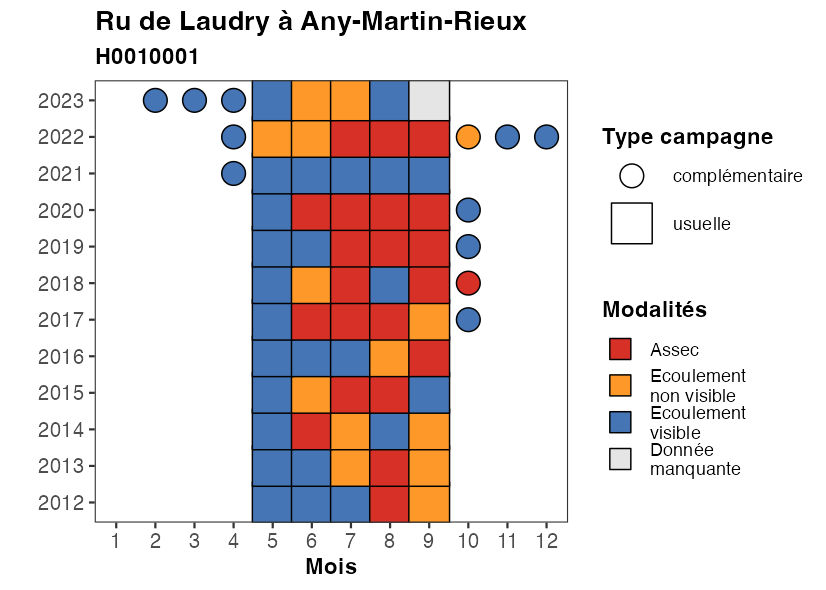 Ru de Laudry à Any-Martin-Rieux
H0010001
2023
2022
2021
2020
2019
2018
2017
2016
2015
2014
2013
2012
1 2 3 4 5 6 7 8 9 10 11 12
Mois
Type campagne
complémentaire
usuelle
Modalités
Assec
Ecoulement
non visible
Ecoulement
visible
Donnée
manquante